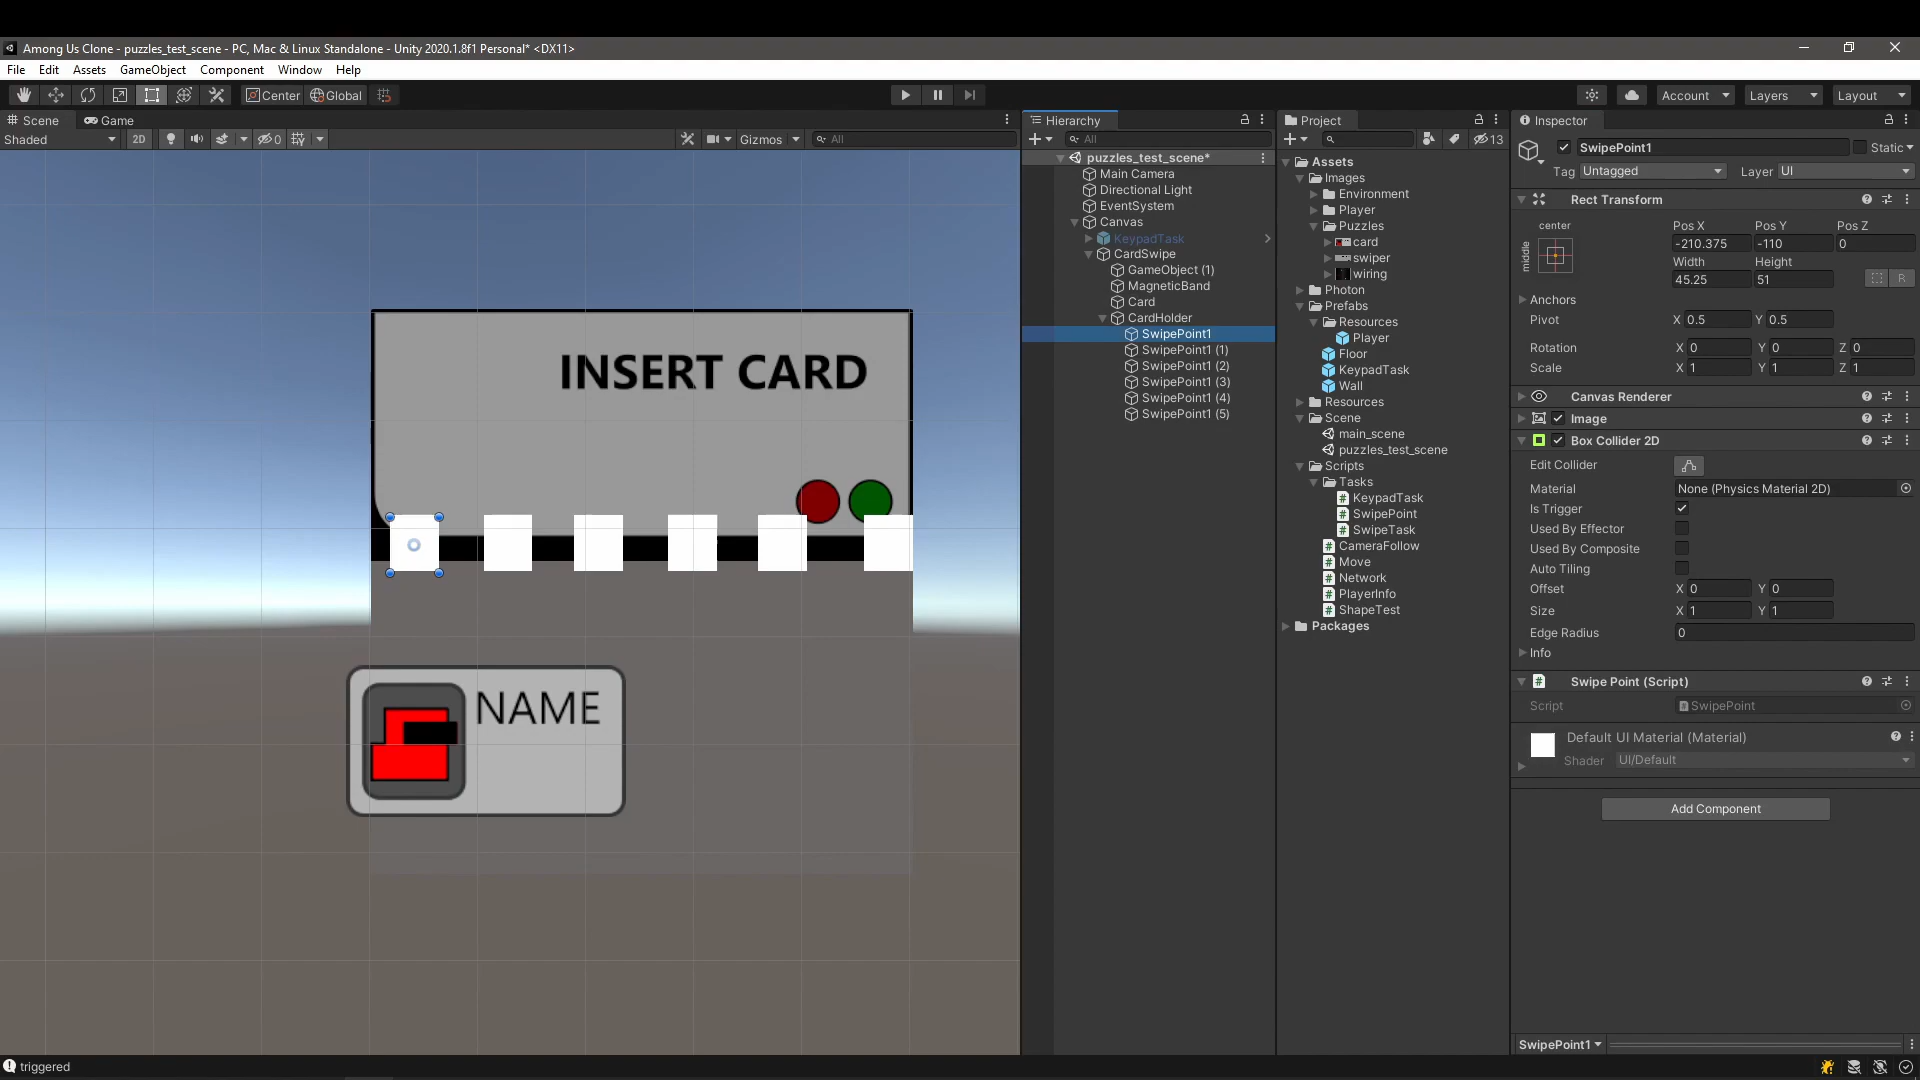 Among Us Clone - puzzles_test_scene - PC, Mac & Linux Standalone - Unity 2020.1.8f1 Personal* <DX11>
File Edit Assets GameObject Component Window Help
Center Global Account Layers Layout
Scene Game
Shaded 2D 0 Gizmos All
INSERT CARD
NAME
Hierarchy
All
puzzles_test_scene*
Main Camera
Directional Light
EventSystem
Canvas
KeypadTask
CardSwipe
GameObject (1)
MagneticBand
Card
CardHolder
SwipePoint1
SwipePoint1 (1)
SwipePoint1 (2)
SwipePoint1 (3)
SwipePoint1 (4)
SwipePoint1 (5)
Project
13
Assets
Images
Environment
Player
Puzzles
card
swiper
wiring
Photon
Prefabs
Resources
Player
Floor
KeypadTask
Wall
Resources
Scene
main_scene
puzzles_test_scene
Scripts
Tasks
KeypadTask
SwipePoint
SwipeTask
CameraFollow
Move
Network
PlayerInfo
ShapeTest
Packages
Inspector
SwipePoint1 Static
Tag Untagged Layer UI
Rect Transform
center
middle
Pos X Pos Y Pos Z
-210.375 -110 0
Width Height
45.25 51
R
Anchors
Pivot X 0.5 Y 0.5
Rotation X 0 Y 0 Z 0
Scale X 1 Y 1 Z 1
Canvas Renderer
Image
Box Collider 2D
Edit Collider
Material None (Physics Material 2D)
Is Trigger
Used By Effector
Used By Composite
Auto Tiling
Offset X 0 Y 0
Size X 1 Y 1
Edge Radius 0
Info
Swipe Point (Script)
Script SwipePoint
Default UI Material (Material)
Shader UI/Default
Add Component
SwipePoint1
triggered